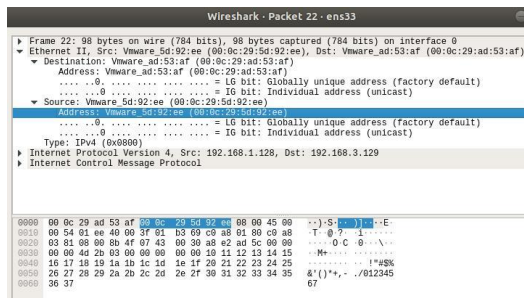 Wireshark · Packet 22 · ens33
Frame 22: 98 bytes on wire (784 bits), 98 bytes captured (784 bits) on interface 0
Ethernet II, Src: Vmware_5d:92:ee (00:0c:29:5d:92:ee), Dst: Vmware_ad:53:af (00:0c:29:ad:53:af)
Destination: Vmware_ad:53:af (00:0c:29:ad:53:af)
Address: Vmware_ad:53:af (00:0c:29:ad:53:af)
.... ..0. .... .... .... .... = LG bit: Globally unique address (factory default)
.... ...0 .... .... .... .... = IG bit: Individual address (unicast)
Source: Vmware_5d:92:ee (00:0c:29:5d:92:ee)
Address: Vmware_5d:92:ee (00:0c:29:5d:92:ee)
.... ..0. .... .... .... .... = LG bit: Globally unique address (factory default)
.... ...0 .... .... .... .... = IG bit: Individual address (unicast)
Type: IPv4 (0x0800)
Internet Protocol Version 4, Src: 192.168.1.128, Dst: 192.168.3.129
Internet Control Message Protocol
0000 00 0c 29 ad 53 af 00 0c 29 5d 92 ee 08 00 45 00 ··)·S··· )]····E·
0010 00 54 01 ee 40 00 3f 01 b3 69 c0 a8 01 80 c0 a8 ·T··@·?· ·i······
0020 03 81 08 00 8b 4f 07 43 00 30 a8 e2 ad 5c 00 00 ·····O·C ·0···\··
0030 00 00 4d 2b 03 00 00 00 00 00 10 11 12 13 14 15 ··M+···· ········
0040 16 17 18 19 1a 1b 1c 1d 1e 1f 20 21 22 23 24 25 ········ ·· !"#$%
0050 26 27 28 29 2a 2b 2c 2d 2e 2f 30 31 32 33 34 35 &'()*+,- ./012345
0060 36 37 67